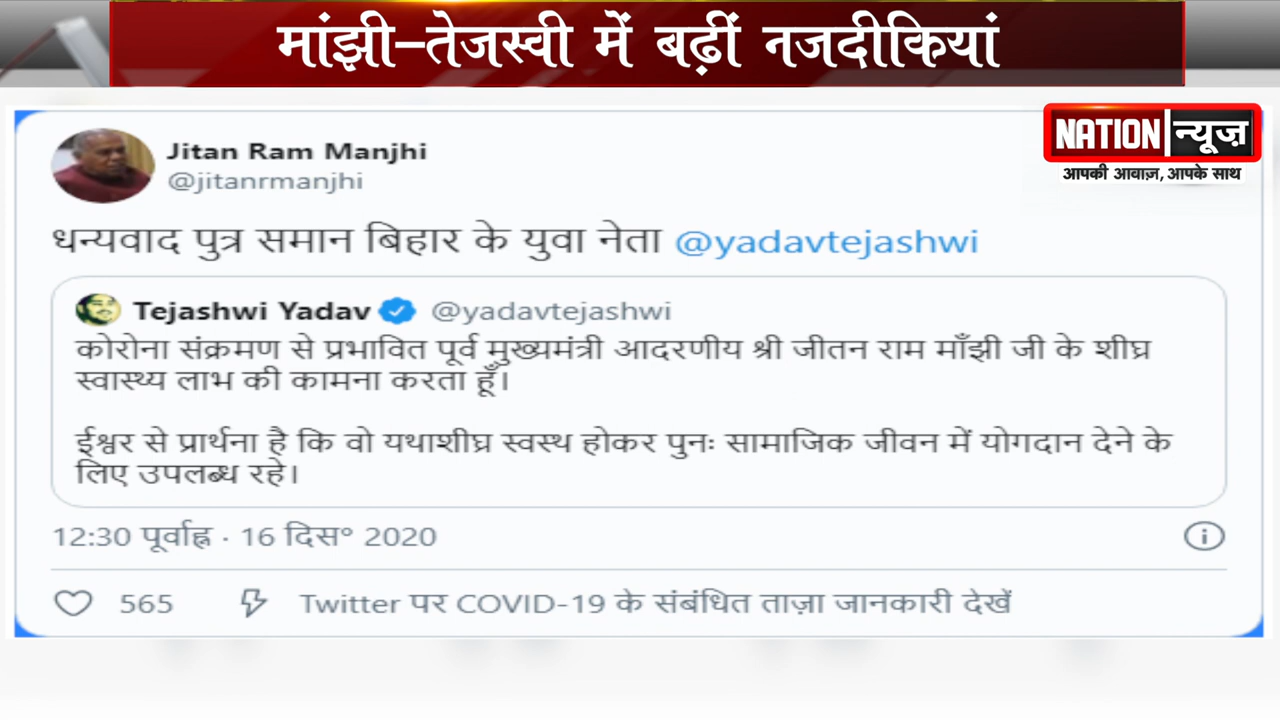 मांझी-तेजस्वी में बढ़ीं नजदीकियां
NATION न्यूज़
आपकी आवाज़, आपके साथ
Jitan Ram Manjhi
@jitanrmanjhi
धन्यवाद पुत्र समान बिहार के युवा नेता @yadavtejashwi
Tejashwi Yadav @yadavtejashwi
कोरोना संक्रमण से प्रभावित पूर्व मुख्यमंत्री आदरणीय श्री जीतन राम माँझी जी के शीघ्र
स्वास्थ्य लाभ की कामना करता हूँ।
ईश्वर से प्रार्थना है कि वो यथाशीघ्र स्वस्थ होकर पुनः सामाजिक जीवन में योगदान देने के
लिए उपलब्ध रहे।
12:30 पूर्वाह्न · 16 दिस॰ 2020
565 Twitter पर COVID-19 के संबंधित ताज़ा जानकारी देखें